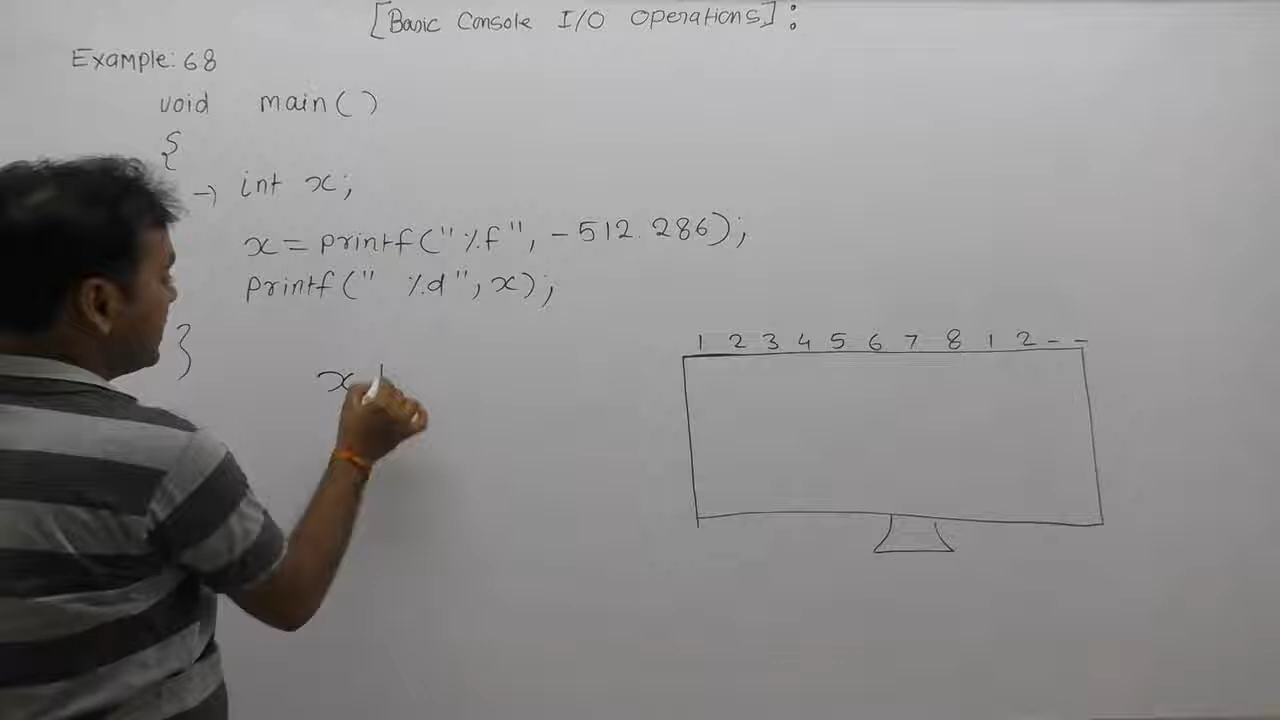 [Basic Console I/O Operations]:
Example: 68
void main( )
{
→ int x;
x = printf("%f", -512.286);
printf(" %d", x);
}
1 2 3 4 5 6 7 8 1 2 - -
x